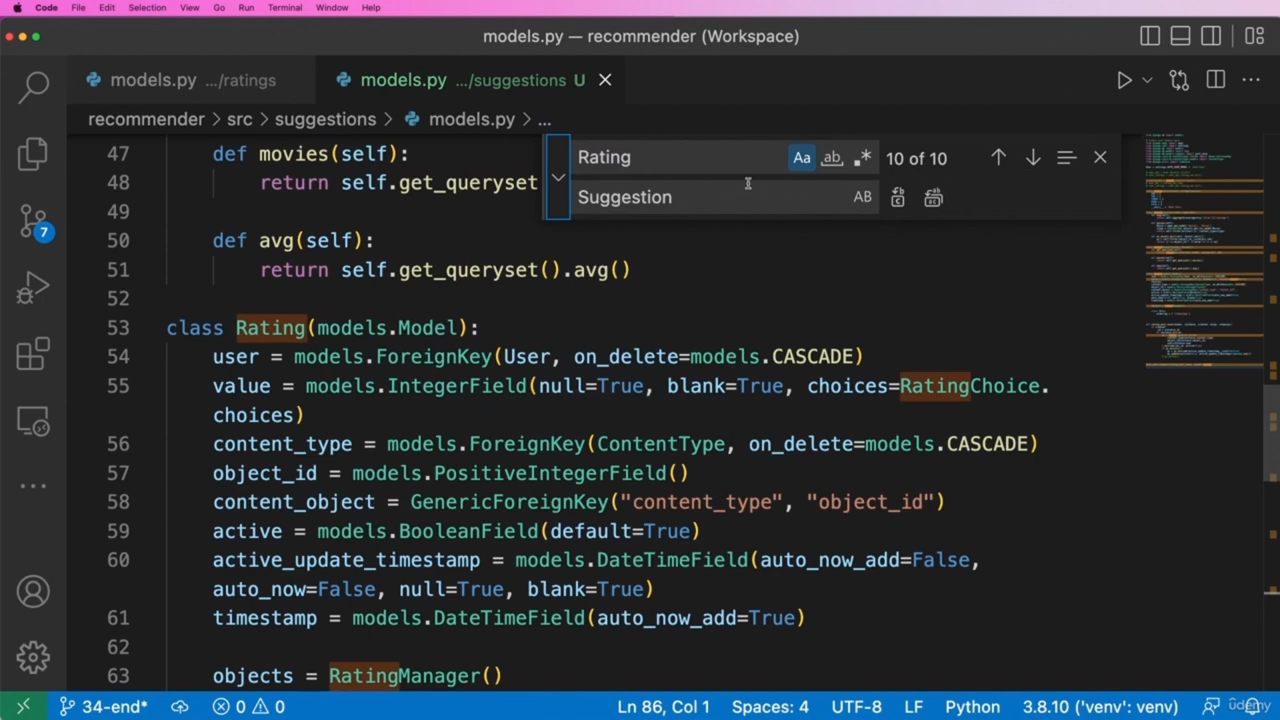 Code File Edit Selection View Go Run Terminal Window Help
models.py — recommender (Workspace)
models.py .../ratings models.py .../suggestions U
recommender > src > suggestions > models.py > ...
Rating Aa ab 10 of 10
Suggestion AB
47 def movies(self):
48 return self.get_queryset
49
50 def avg(self):
51 return self.get_queryset().avg()
52
53 class Rating(models.Model):
54 user = models.ForeignKey(User, on_delete=models.CASCADE)
55 value = models.IntegerField(null=True, blank=True, choices=RatingChoice.
choices)
56 content_type = models.ForeignKey(ContentType, on_delete=models.CASCADE)
57 object_id = models.PositiveIntegerField()
58 content_object = GenericForeignKey("content_type", "object_id")
59 active = models.BooleanField(default=True)
60 active_update_timestamp = models.DateTimeField(auto_now_add=False,
auto_now=False, null=True, blank=True)
61 timestamp = models.DateTimeField(auto_now_add=True)
62
63 objects = RatingManager()
7
34-end* 0 0 Ln 86, Col 1 Spaces: 4 UTF-8 LF Python 3.8.10 ('venv': venv) udemy